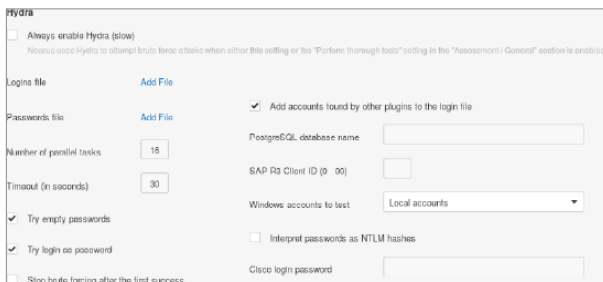 Hydra
Always enable Hydra (slow)
Nessus uses Hydra to attempt brute force attacks when either this setting or the "Perform thorough tests" setting in the "Assessment / General" section is enabled
Logins file
Add File
Passwords file
Add File
Number of parallel tasks
16
Timeout (in seconds)
30
Try empty passwords
Try login as password
Stop brute forcing after the first success
Add accounts found by other plugins to the login file
PostgreSQL database name
SAP R3 Client ID (0 99)
Windows accounts to test
Local accounts
Interpret passwords as NTLM hashes
Cisco login password